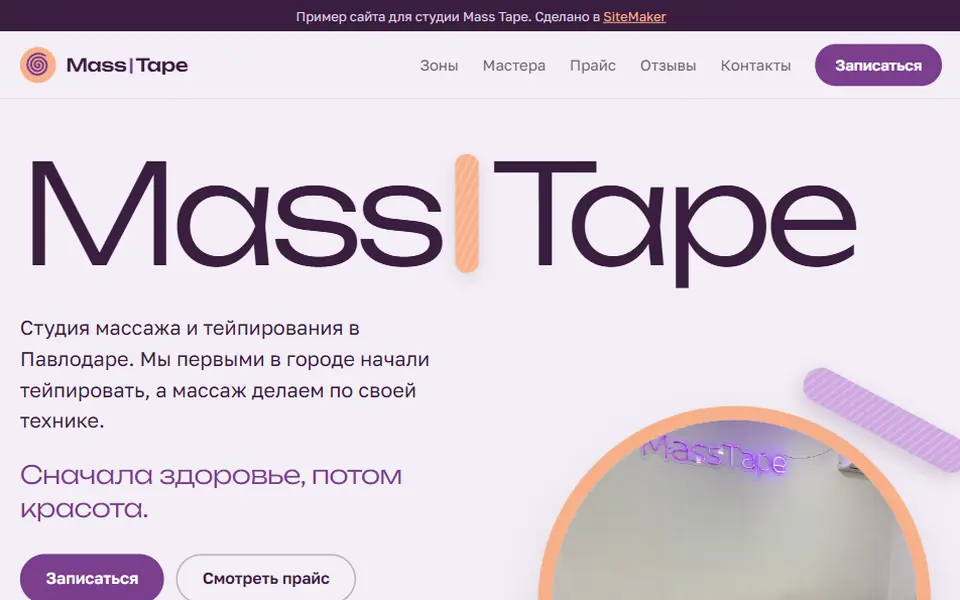 Пример сайта для студии Mass Tape. Сделано в SiteMaker
Mass|Tape
Зоны
Мастера
Прайс
Отзывы
Контакты
Записаться
Mass|Tape
Студия массажа и тейпирования в
Павлодаре. Мы первыми в городе начали
тейпировать, а массаж делаем по своей
технике.
Сначала здоровье, потом
красота.
Записаться
Смотреть прайс
MassTape